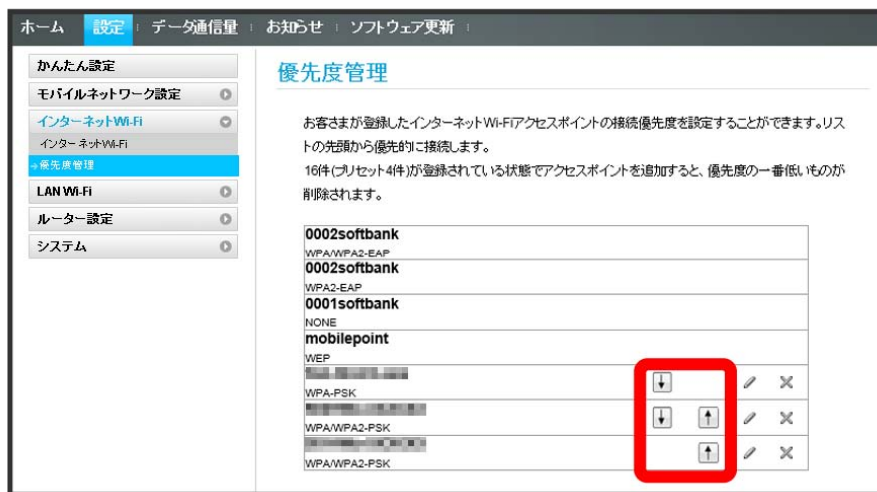 ホーム 設定 データ通信量 お知らせ ソフトウェア更新
かんたん設定
モバイルネットワーク設定
インターネットWi-Fi
インターネットWi-Fi
→優先度管理
LAN Wi-Fi
ルーター設定
システム
優先度管理
お客さまが登録したインターネットWi-Fiアクセスポイントの接続優先度を設定することができます。リス
トの先頭から優先的に接続します。
16件(プリセット4件)が登録されている状態でアクセスポイントを追加すると、優先度の一番低いものが
削除されます。
0002softbank
WPA/WPA2-EAP
0002softbank
WPA2-EAP
0001softbank
NONE
mobilepoint
WEP
WPA-PSK
WPA/WPA2-PSK
WPA/WPA2-PSK